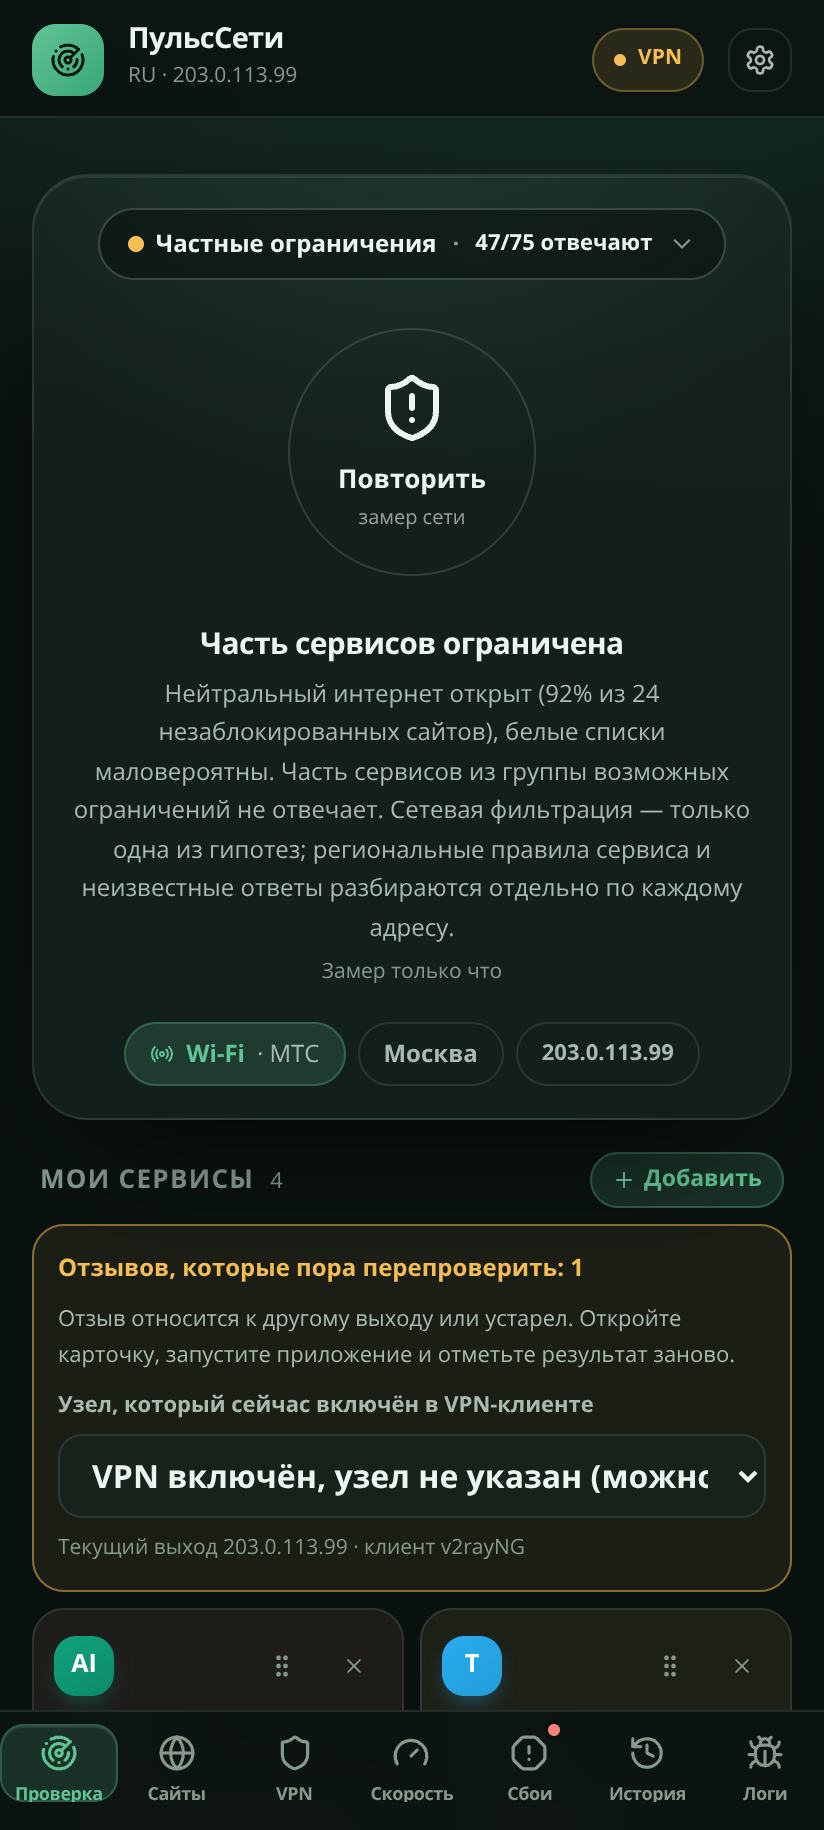 ПульсСети
RU · 203.0.113.99
VPN
Частные ограничения · 47/75 отвечают
Повторить
замер сети
Часть сервисов ограничена
Нейтральный интернет открыт (92% из 24
незаблокированных сайтов), белые списки
маловероятны. Часть сервисов из группы возможных
ограничений не отвечает. Сетевая фильтрация — только
одна из гипотез; региональные правила сервиса и
неизвестные ответы разбираются отдельно по каждому
адресу.
Замер только что
Wi-Fi · МТС
Москва
203.0.113.99
МОИ СЕРВИСЫ 4
+ Добавить
Отзывов, которые пора перепроверить: 1
Отзыв относится к другому выходу или устарел. Откройте
карточку, запустите приложение и отметьте результат заново.
Узел, который сейчас включён в VPN-клиенте
VPN включён, узел не указан (можно
Текущий выход 203.0.113.99 · клиент v2rayNG
AI
T
Проверка
Сайты
VPN
Скорость
Сбои
История
Логи